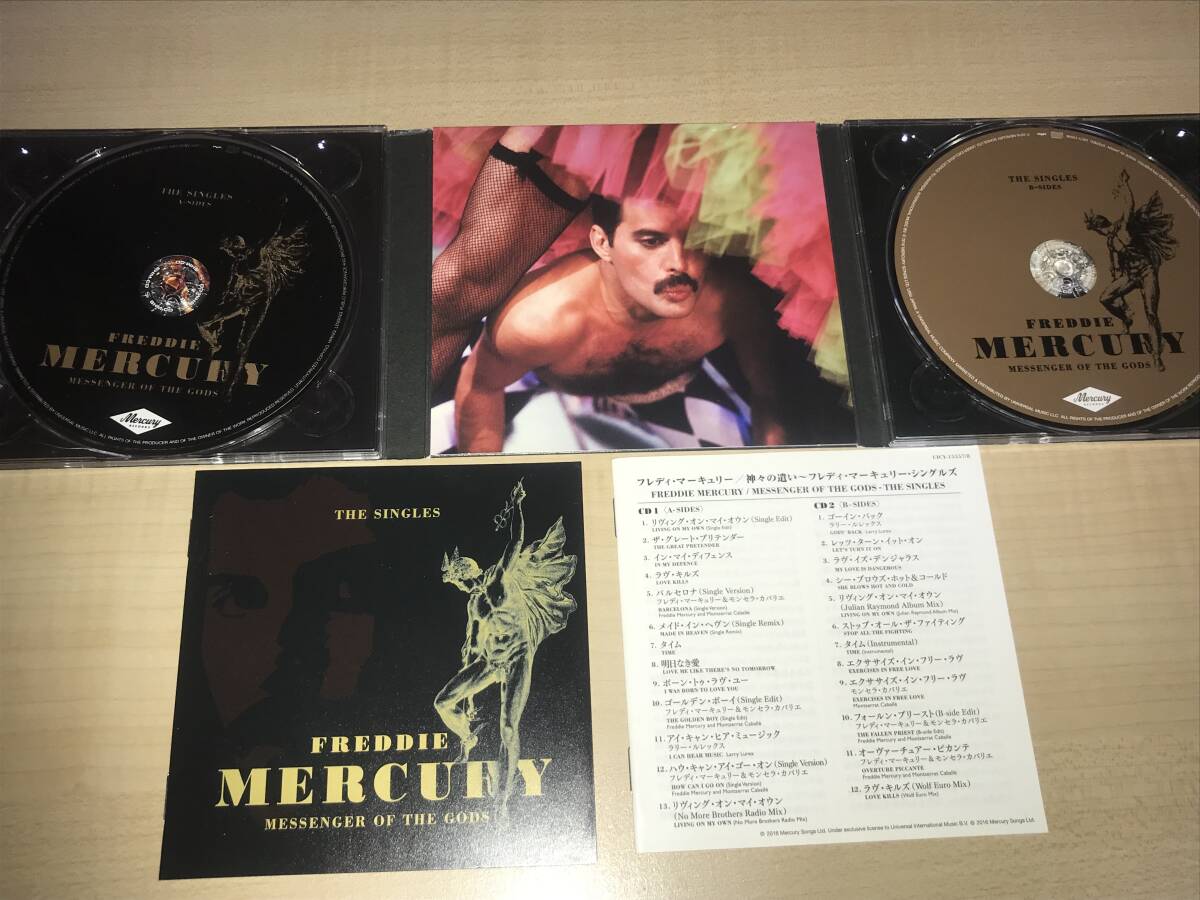 THE SINGLES
A-SIDES
FREDDIE
MERCURY
MESSENGER OF THE GODS
Mercury
RECORDS
THE SINGLES
B-SIDES
FREDDIE
MERCURY
MESSENGER OF THE GODS
Mercury
RECORDS
THE SINGLES
FREDDIE
MERCURY
MESSENGER OF THE GODS
UICY-15557/8
フレディ・マーキュリー/神々の遣い~フレディ・マーキュリー・シングルズ
FREDDIE MERCURY / MESSENGER OF THE GODS - THE SINGLES
CD 1 (A-SIDES)
1. リヴィング・オン・マイ・オウン (Single Edit)
LIVING ON MY OWN (Single Edit)
2. ザ・グレート・プリテンダー
THE GREAT PRETENDER
3. イン・マイ・ディフェンス
IN MY DEFENCE
4. ラヴ・キルズ
LOVE KILLS
5. バルセロナ (Single Version)
フレディ・マーキュリー&モンセラ・カバリエ
BARCELONA (Single Version)
Freddie Mercury and Montserrat Caballé
6. メイド・イン・ヘヴン (Single Remix)
MADE IN HEAVEN (Single Remix)
7. タイム
TIME
8. 明日なき愛
LOVE ME LIKE THERE'S NO TOMORROW
9. ボーン・トゥ・ラヴ・ユー
I WAS BORN TO LOVE YOU
10. ゴールデン・ボーイ (Single Edit)
フレディ・マーキュリー&モンセラ・カバリエ
THE GOLDEN BOY (Single Edit)
Freddie Mercury and Montserrat Caballé
11. アイ・キャン・ヒア・ミュージック
ラリー・ルレックス
I CAN HEAR MUSIC Larry Lurex
12. ハウ・キャン・アイ・ゴー・オン (Single Version)
フレディ・マーキュリー&モンセラ・カバリエ
HOW CAN I GO ON (Single Version)
Freddie Mercury and Montserrat Caballé
13. リヴィング・オン・マイ・オウン
(No More Brothers Radio Mix)
LIVING ON MY OWN (No More Brothers Radio Mix)
CD 2 (B-SIDES)
1. ゴーイン・バック
ラリー・ルレックス
GOIN' BACK Larry Lurex
2. レッツ・ターン・イット・オン
LET'S TURN IT ON
3. ラヴ・イズ・デンジャラス
MY LOVE IS DANGEROUS
4. シー・ブロウズ・ホット&コールド
SHE BLOWS HOT AND COLD
5. リヴィング・オン・マイ・オウン
(Julian Raymond Album Mix)
LIVING ON MY OWN (Julian Raymond Album Mix)
6. ストップ・オール・ザ・ファイティング
STOP ALL THE FIGHTING
7. タイム (Instrumental)
TIME (Instrumental)
8. エクササイズ・イン・フリー・ラヴ
EXERCISES IN FREE LOVE
9. エクササイズ・イン・フリー・ラヴ
モンセラ・カバリエ
EXERCISES IN FREE LOVE
Montserrat Caballé
10. フォールン・プリースト (B-side Edit)
フレディ・マーキュリー&モンセラ・カバリエ
THE FALLEN PRIEST (B-side Edit)
Freddie Mercury and Montserrat Caballé
11. オーヴァーチュアー・ピカンテ
フレディ・マーキュリー&モンセラ・カバリエ
OVERTURE PICCANTE
Freddie Mercury and Montserrat Caballé
12. ラヴ・キルズ (Wolf Euro Mix)
LOVE KILLS (Wolf Euro Mix)
℗ 2016 Mercury Songs Ltd. Under exclusive license to Universal International Music B.V. © 2016 Mercury Songs Ltd.